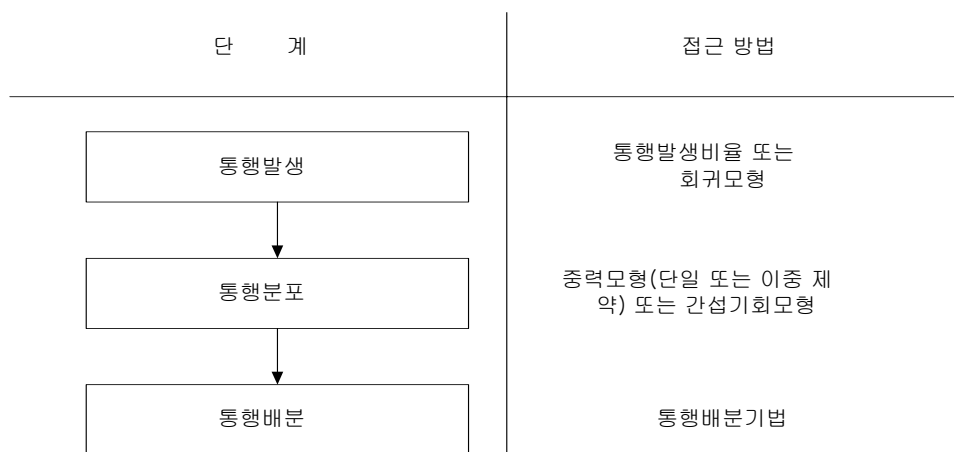 단 계
접근 방법
통행발생
통행발생비율 또는
회귀모형
통행분포
중력모형(단일 또는 이중 제
약) 또는 간섭기회모형
통행배분
통행배분기법